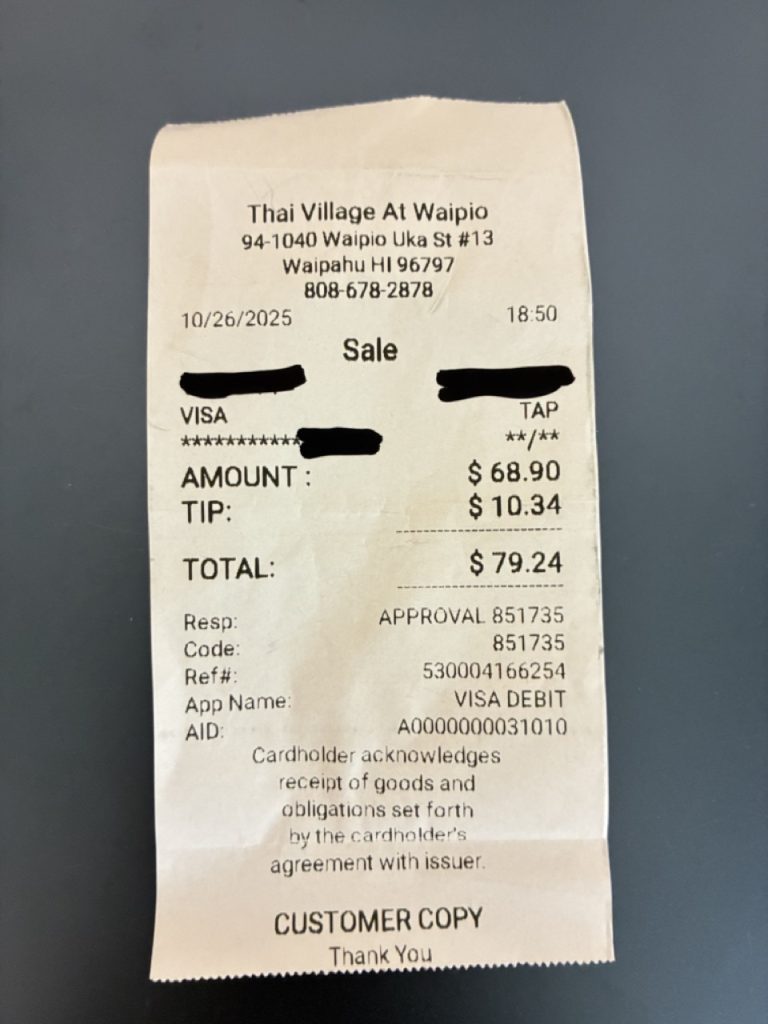 Thai Village At Waipio
94-1040 Waipio Uka St #13
Waipahu HI 96797
808-678-2878
10/26/2025 18:50
Sale
VISA TAP
*********** **/**
AMOUNT : $ 68.90
TIP: $ 10.34
TOTAL: $ 79.24
Resp: APPROVAL 851735
Code: 851735
Ref#: 530004166254
App Name: VISA DEBIT
AID: A0000000031010
Cardholder acknowledges
receipt of goods and
obligations set forth
by the cardholder's
agreement with issuer.
CUSTOMER COPY
Thank You